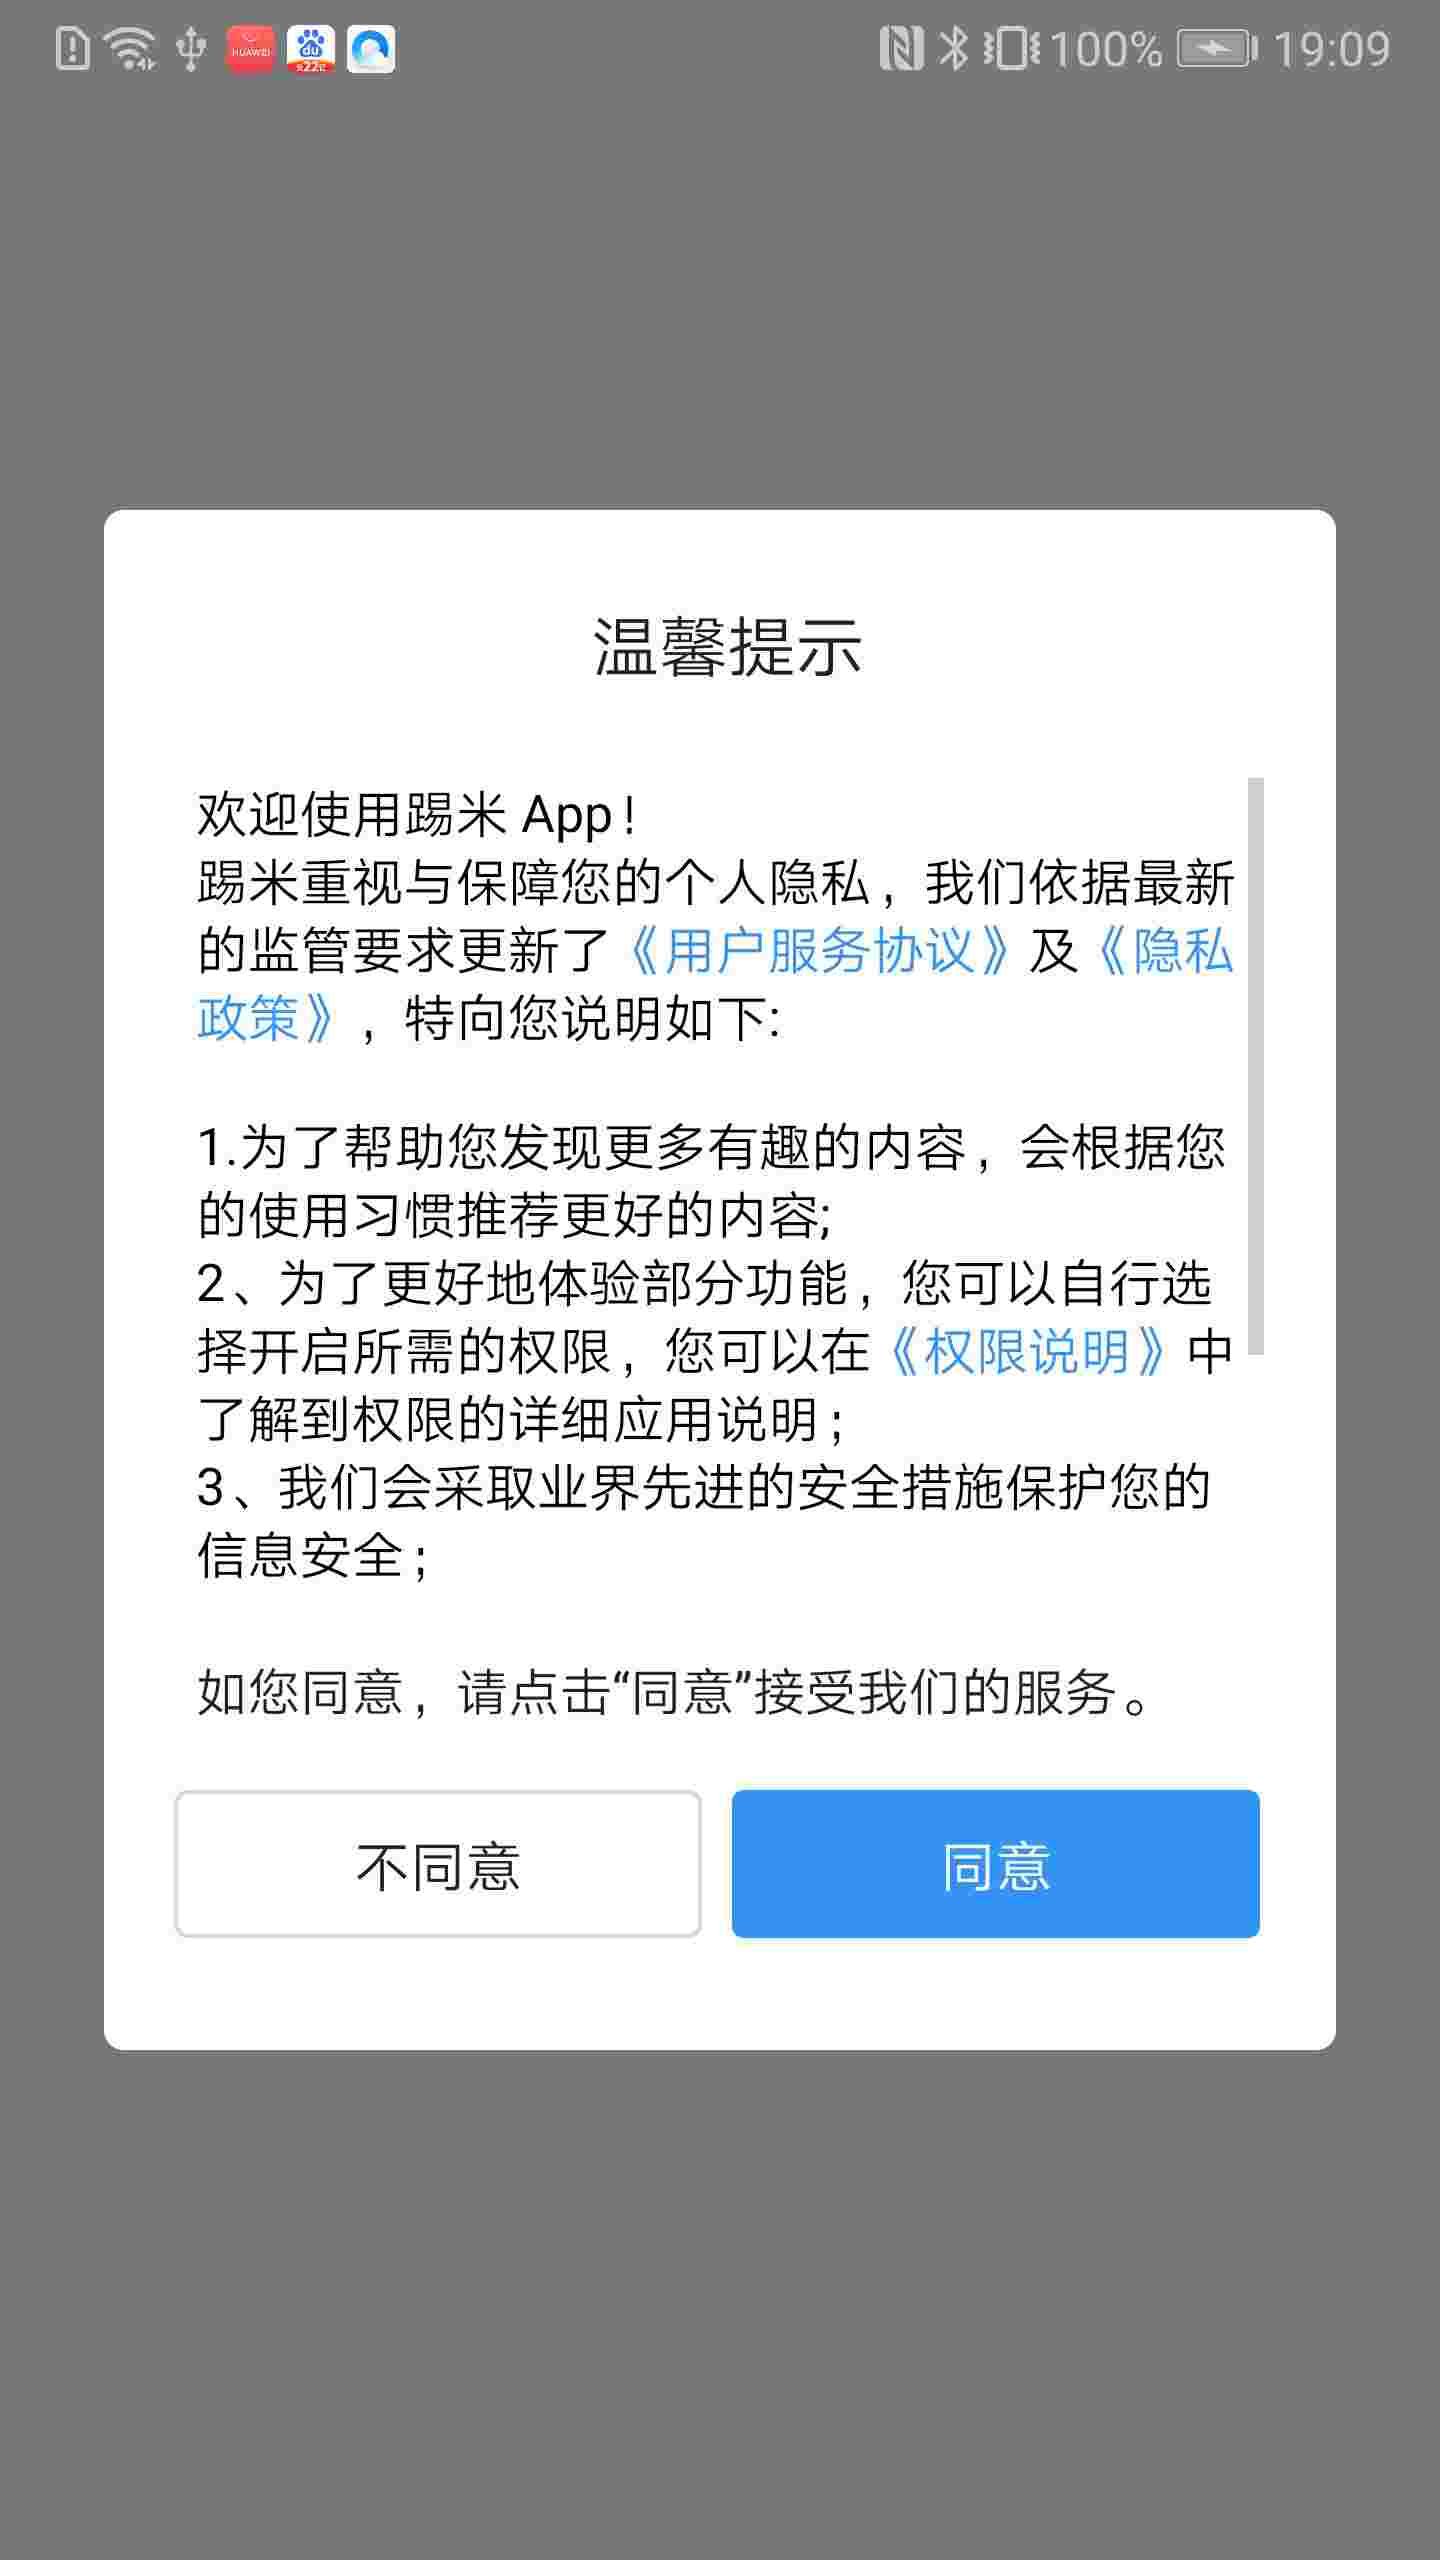 HUAWEI
du
100%
19:09
温馨提示
欢迎使用踢米 App！
踢米重视与保障您的个人隐私，我们依据最新
的监管要求更新了《用户服务协议》及《隐私
政策》，特向您说明如下:
1.为了帮助您发现更多有趣的内容，会根据您
的使用习惯推荐更好的内容;
2、为了更好地体验部分功能，您可以自行选
择开启所需的权限，您可以在《权限说明》中
了解到权限的详细应用说明；
3、我们会采取业界先进的安全措施保护您的
信息安全；
如您同意，请点击“同意”接受我们的服务。
不同意
同意